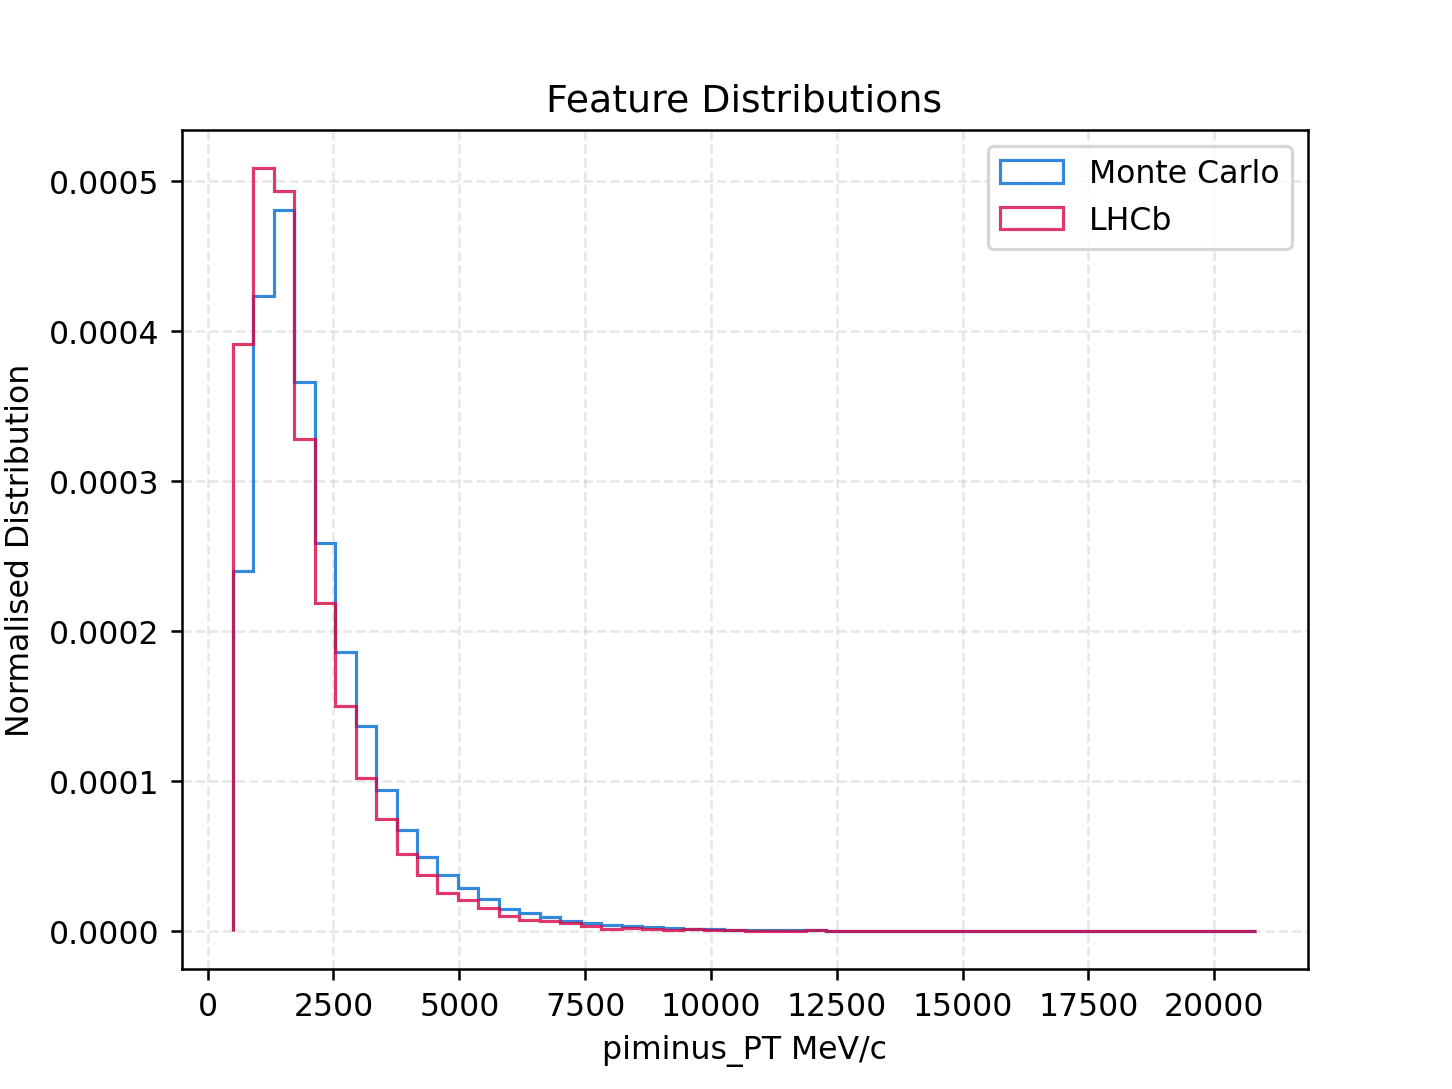 Feature Distributions
Monte Carlo
LHCb
Normalised Distribution
0.0005
0.0004
0.0003
0.0002
0.0001
0.0000
0 2500 5000 7500 10000 12500 15000 17500 20000
piminus_PT MeV/c